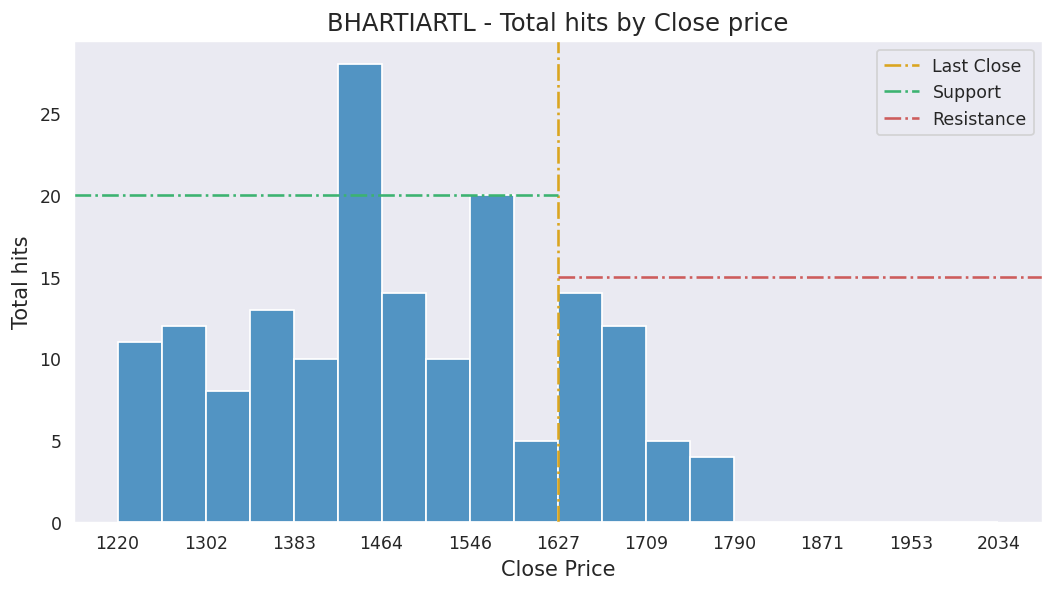 BHARTIARTL - Total hits by Close price
Last Close
Support
Resistance
Total hits
25
20
15
10
5
0
1220 1302 1383 1464 1546 1627 1709 1790 1871 1953 2034
Close Price